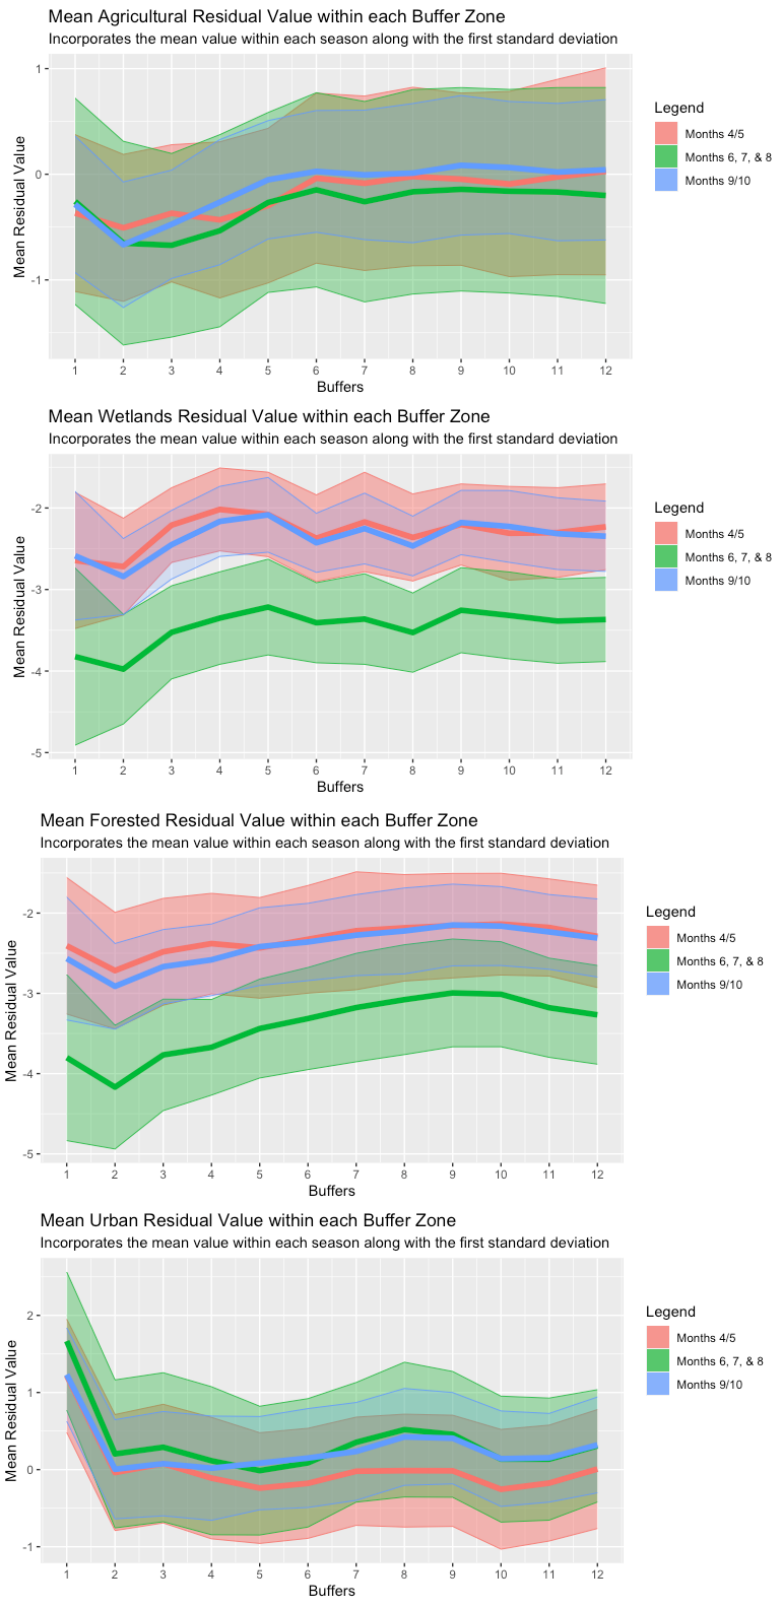 Mean Agricultural Residual Value within each Buffer Zone
Incorporates the mean value within each season along with the first standard deviation
1
0
-1
Mean Residual Value
1 2 3 4 5 6 7 8 9 10 11 12
Buffers
Legend
Months 4/5
Months 6, 7, & 8
Months 9/10
Mean Wetlands Residual Value within each Buffer Zone
Incorporates the mean value within each season along with the first standard deviation
-2
-3
-4
-5
Mean Residual Value
1 2 3 4 5 6 7 8 9 10 11 12
Buffers
Legend
Months 4/5
Months 6, 7, & 8
Months 9/10
Mean Forested Residual Value within each Buffer Zone
Incorporates the mean value within each season along with the first standard deviation
-2
-3
-4
-5
Mean Residual Value
1 2 3 4 5 6 7 8 9 10 11 12
Buffers
Legend
Months 4/5
Months 6, 7, & 8
Months 9/10
Mean Urban Residual Value within each Buffer Zone
Incorporates the mean value within each season along with the first standard deviation
2
1
0
-1
Mean Residual Value
1 2 3 4 5 6 7 8 9 10 11 12
Buffers
Legend
Months 4/5
Months 6, 7, & 8
Months 9/10